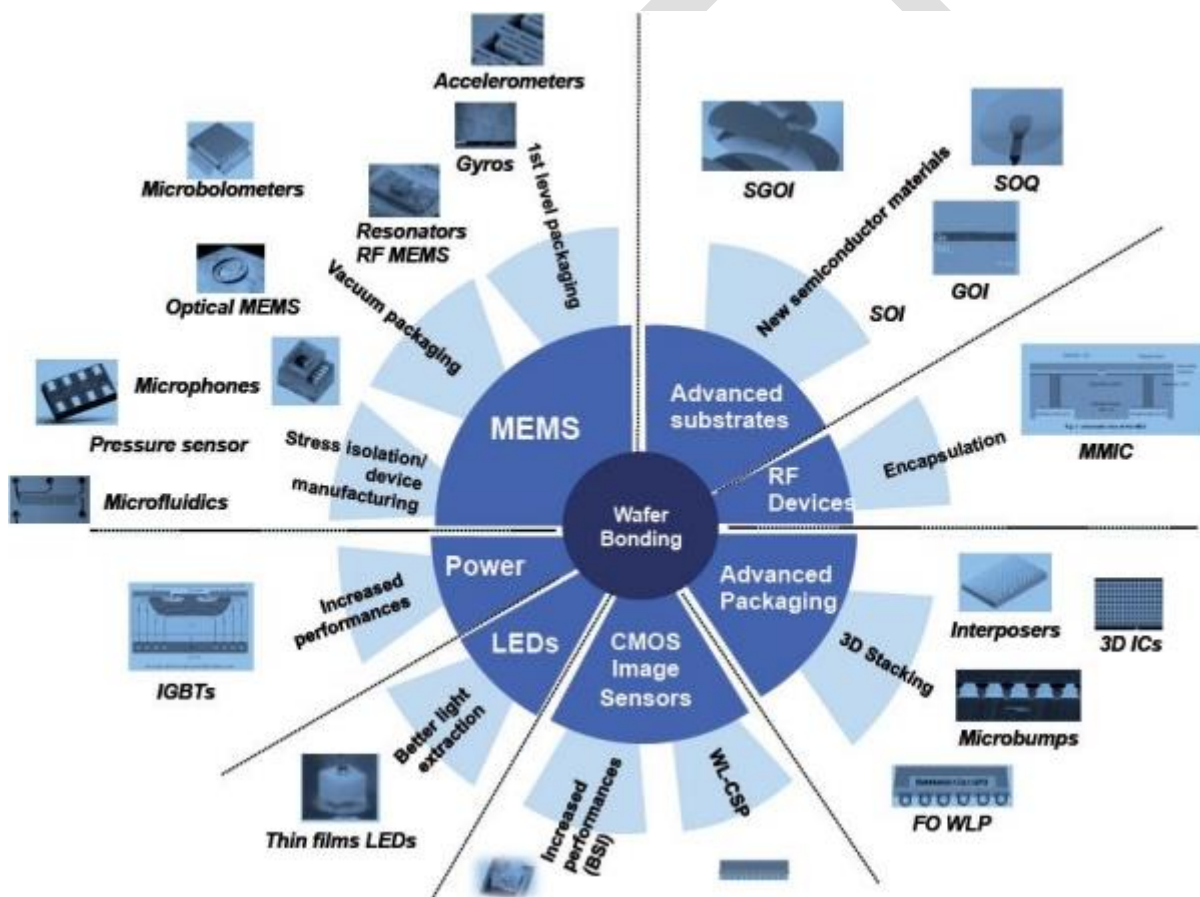 Accelerometers
Gyros
Microbolometers
Resonators
RF MEMS
1st level packaging
Optical MEMS
Vacuum packaging
Microphones
Pressure sensor
Stress isolation/
device
manufacturing
Microfluidics
MEMS
SGOI
SOQ
New semiconductor materials
GOI
SOI
Advanced
substrates
MMIC
Encapsulation
RF
Devices
Wafer
Bonding
Power
Increased
performances
IGBTs
LEDs
Better light
extraction
Thin films LEDs
CMOS
Image
Sensors
Increased
performances
(BSI)
WL-CSP
Advanced
Packaging
3D Stacking
Interposers
3D ICs
Microbumps
FO WLP